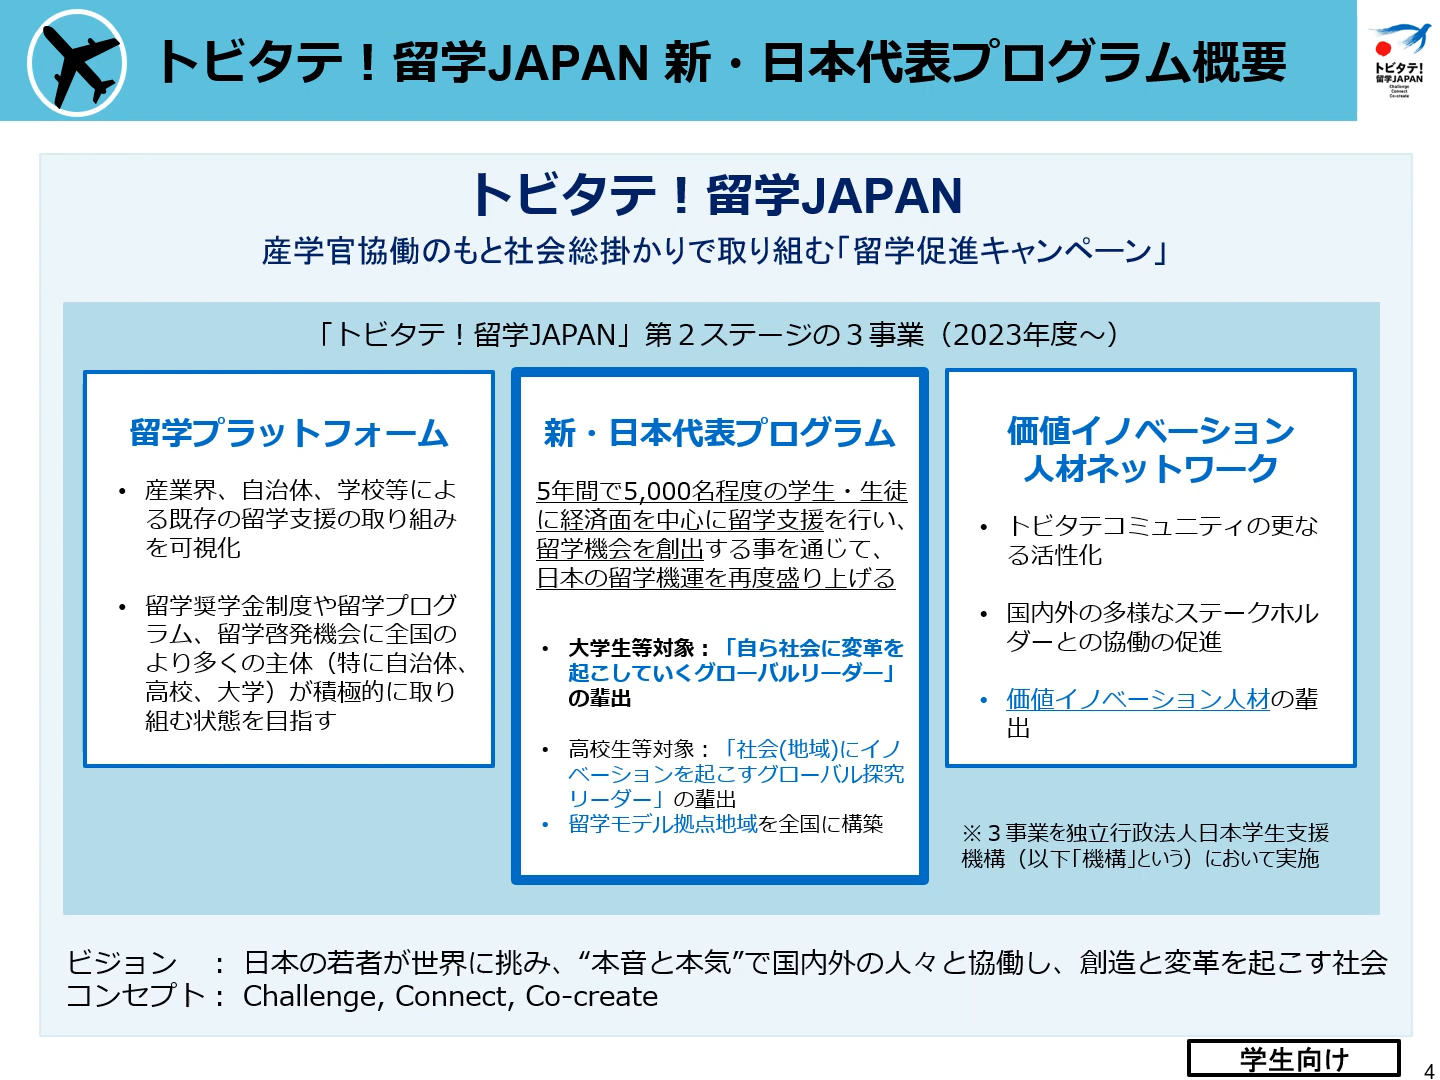 トビタテ！留学JAPAN 新・日本代表プログラム概要
トビタテ！
留学JAPAN
Challenge
Connect
Co-create
トビタテ！留学JAPAN
産学官協働のもと社会総掛かりで取り組む「留学促進キャンペーン」
「トビタテ！留学JAPAN」第２ステージの３事業（2023年度～）
留学プラットフォーム
• 産業界、自治体、学校等によ
る既存の留学支援の取り組み
を可視化
• 留学奨学金制度や留学プログ
ラム、留学啓発機会に全国の
より多くの主体（特に自治体、
高校、大学）が積極的に取り
組む状態を目指す
新・日本代表プログラム
5年間で5,000名程度の学生・生徒
に経済面を中心に留学支援を行い、
留学機会を創出する事を通じて、
日本の留学機運を再度盛り上げる
• 大学生等対象：「自ら社会に変革を
起こしていくグローバルリーダー」
の輩出
• 高校生等対象：「社会(地域)にイノ
ベーションを起こすグローバル探究
リーダー」の輩出
• 留学モデル拠点地域を全国に構築
価値イノベーション
人材ネットワーク
• トビタテコミュニティの更な
る活性化
• 国内外の多様なステークホル
ダーとの協働の促進
• 価値イノベーション人材の輩
出
※３事業を独立行政法人日本学生支援
機構（以下「機構」という）において実施
ビジョン ： 日本の若者が世界に挑み、“本音と本気”で国内外の人々と協働し、創造と変革を起こす社会
コンセプト： Challenge, Connect, Co-create
学生向け
4